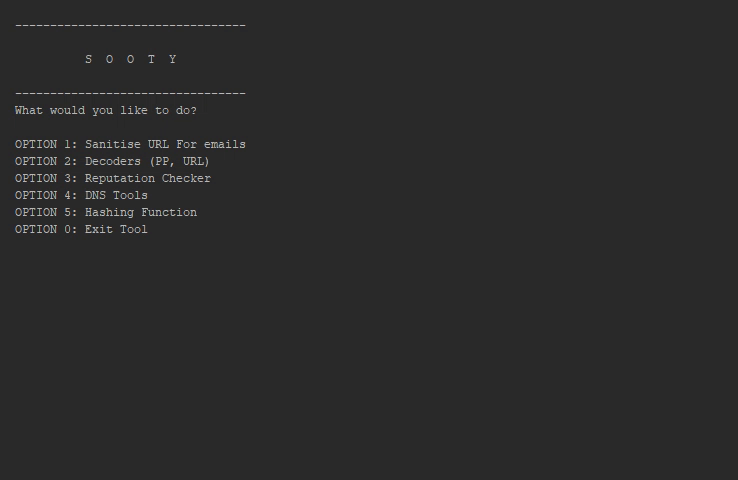 ---------------------------------
S O O T Y
---------------------------------
What would you like to do?
OPTION 1: Sanitise URL For emails
OPTION 2: Decoders (PP, URL)
OPTION 3: Reputation Checker
OPTION 4: DNS Tools
OPTION 5: Hashing Function
OPTION 0: Exit Tool